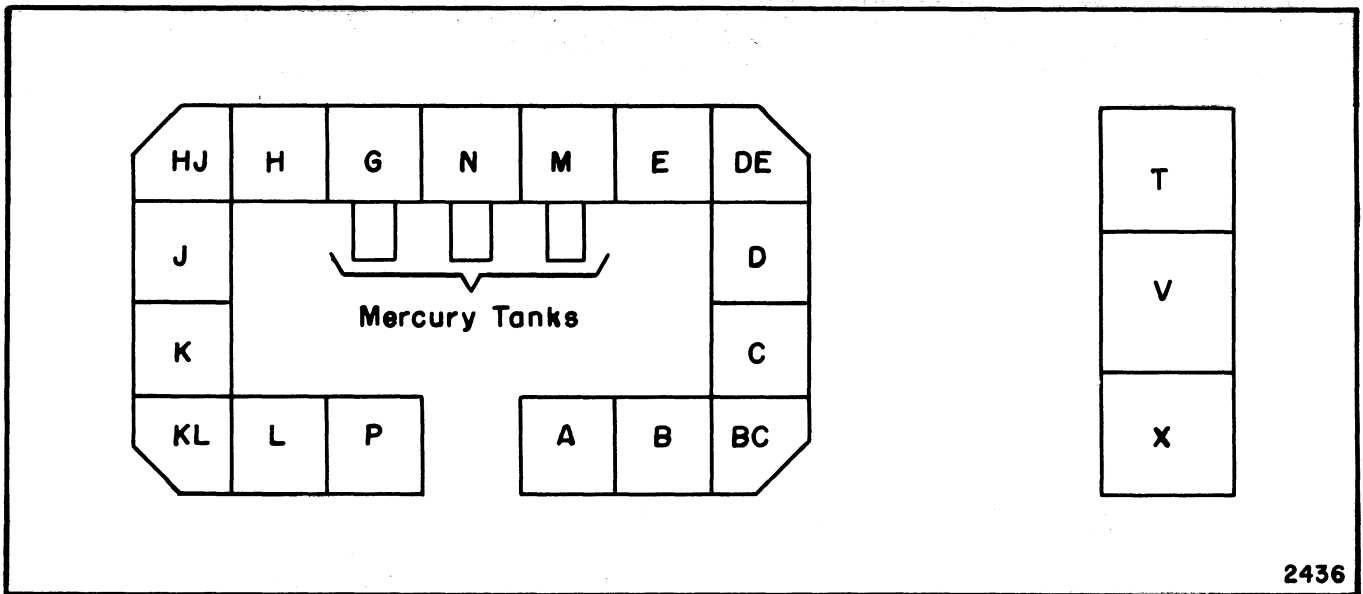 HJ H G N M E DE
T
J D
V
Mercury Tanks
K C
KL L P A B BC
X
2436